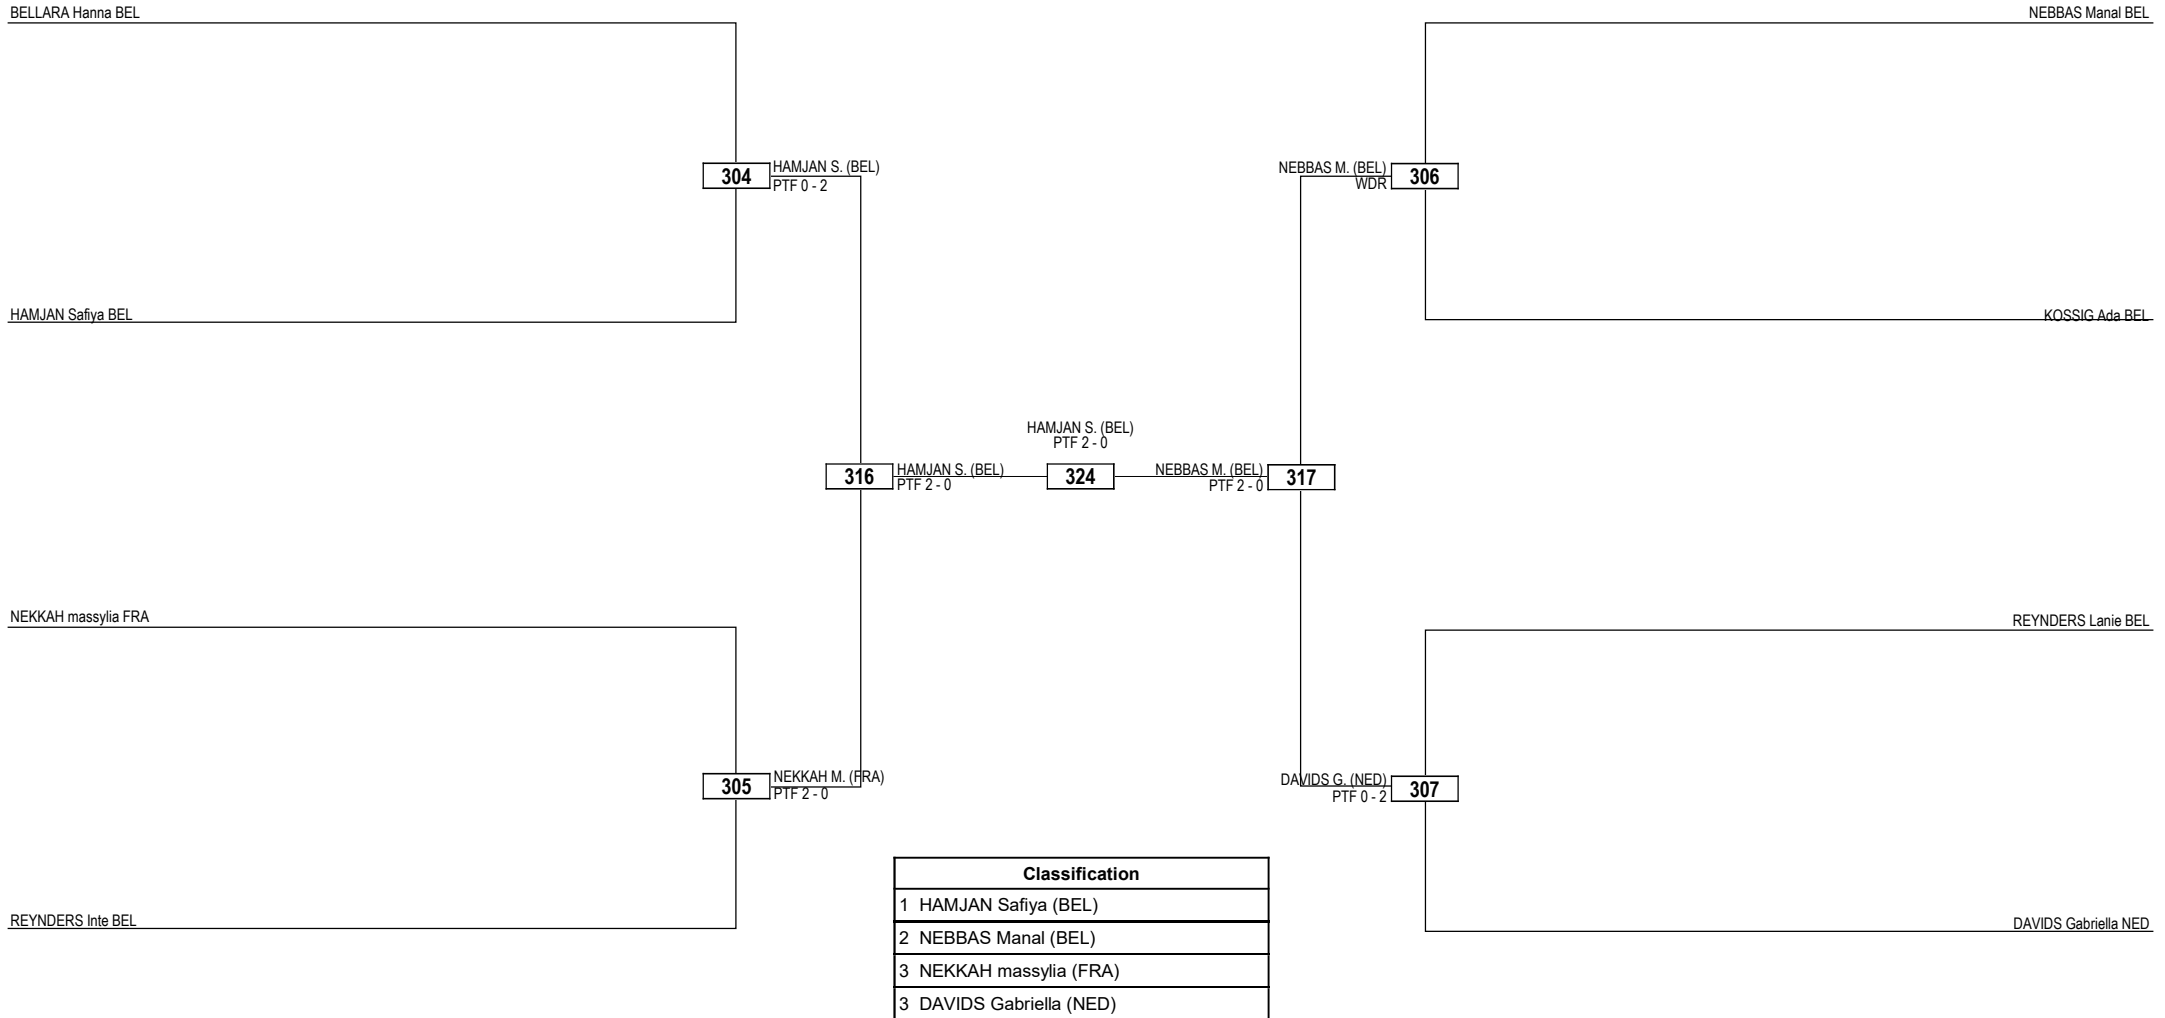 BELLARA Hanna BEL
NEBBAS Manal BEL
304
HAMJAN S. (BEL)
PTF 0 - 2
NEBBAS M. (BEL)
WDR
306
HAMJAN Safiya BEL
KOSSIG Ada BEL
HAMJAN S. (BEL)
PTF 2 - 0
316
HAMJAN S. (BEL)
PTF 2 - 0
324
NEBBAS M. (BEL)
PTF 2 - 0
317
NEKKAH massylia FRA
REYNDERS Lanie BEL
305
NEKKAH M. (FRA)
PTF 2 - 0
DAVIDS G. (NED)
PTF 0 - 2
307
REYNDERS Inte BEL
DAVIDS Gabriella NED
Classification
1 HAMJAN Safiya (BEL)
2 NEBBAS Manal (BEL)
3 NEKKAH massylia (FRA)
3 DAVIDS Gabriella (NED)